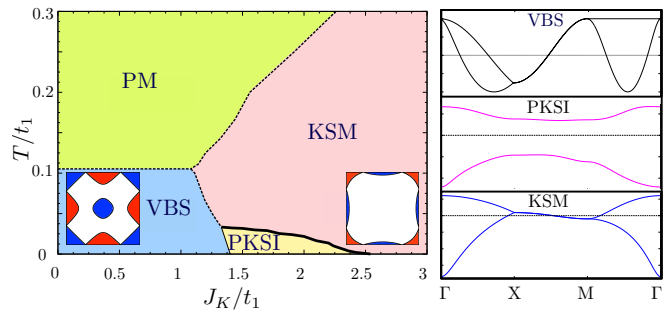 0.3
0.2
0.1
0
T/t₁
PM
KSM
VBS
PKSI
0 0.5 1 1.5 2 2.5 3
J_K/t₁
VBS
PKSI
KSM
Γ X M Γ